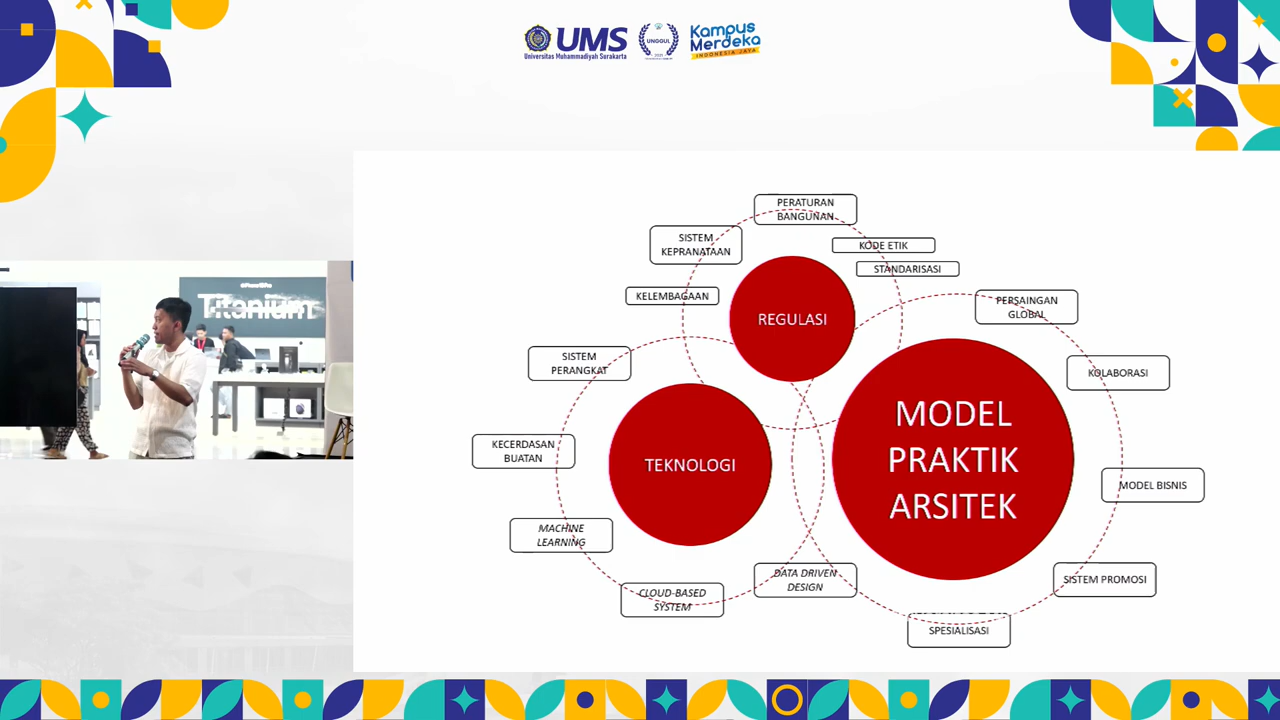 UMS
Universitas Muhammadiyah Surakarta
UNGGUL
Kampus
Merdeka
INDONESIA JAYA
Titanium
PERATURAN
BANGUNAN
SISTEM
KEPRANATAAN
KODE ETIK
STANDARISASI
KELEMBAGAAN
REGULASI
PERSAINGAN
GLOBAL
SISTEM
PERANGKAT
KOLABORASI
MODEL
PRAKTIK
ARSITEK
TEKNOLOGI
KECERDASAN
BUATAN
MODEL BISNIS
MACHINE
LEARNING
DATA DRIVEN
DESIGN
SISTEM PROMOSI
CLOUD-BASED
SYSTEM
SPESIALISASI